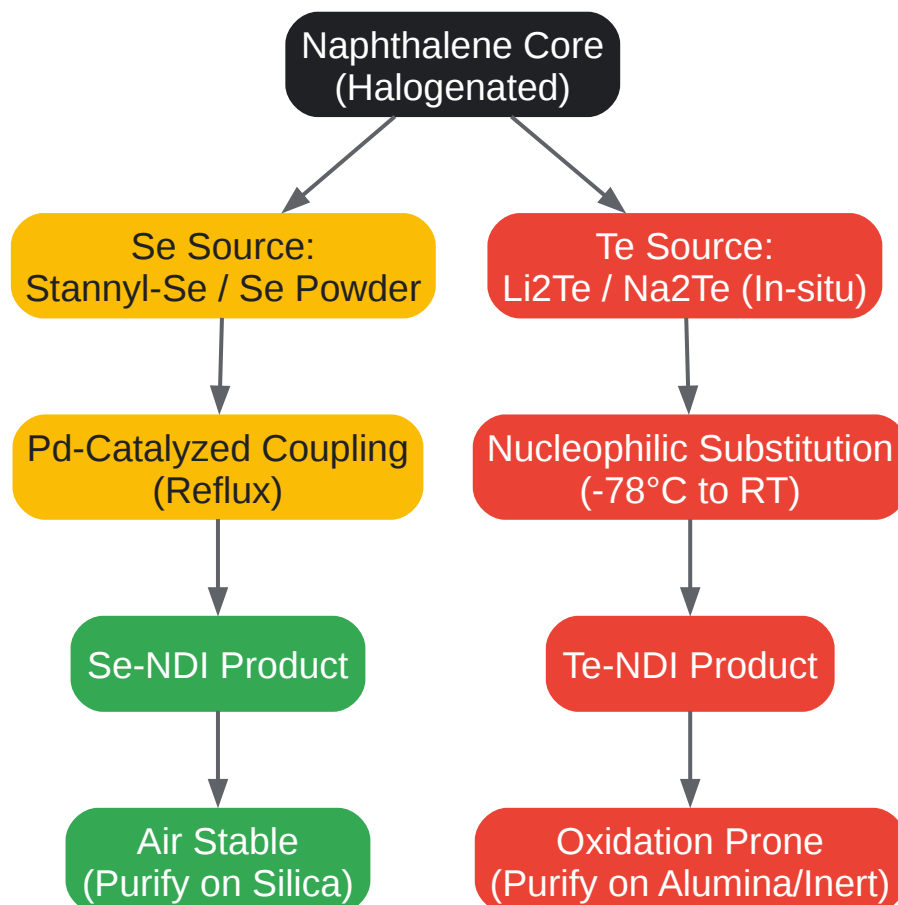 Naphthalene Core
(Halogenated)
Se Source:
Stannyl-Se / Se Powder
Te Source:
Li2Te / Na2Te (In-situ)
Pd-Catalyzed Coupling
(Reflux)
Nucleophilic Substitution
(-78°C to RT)
Se-NDI Product
Te-NDI Product
Air Stable
(Purify on Silica)
Oxidation Prone
(Purify on Alumina/Inert)